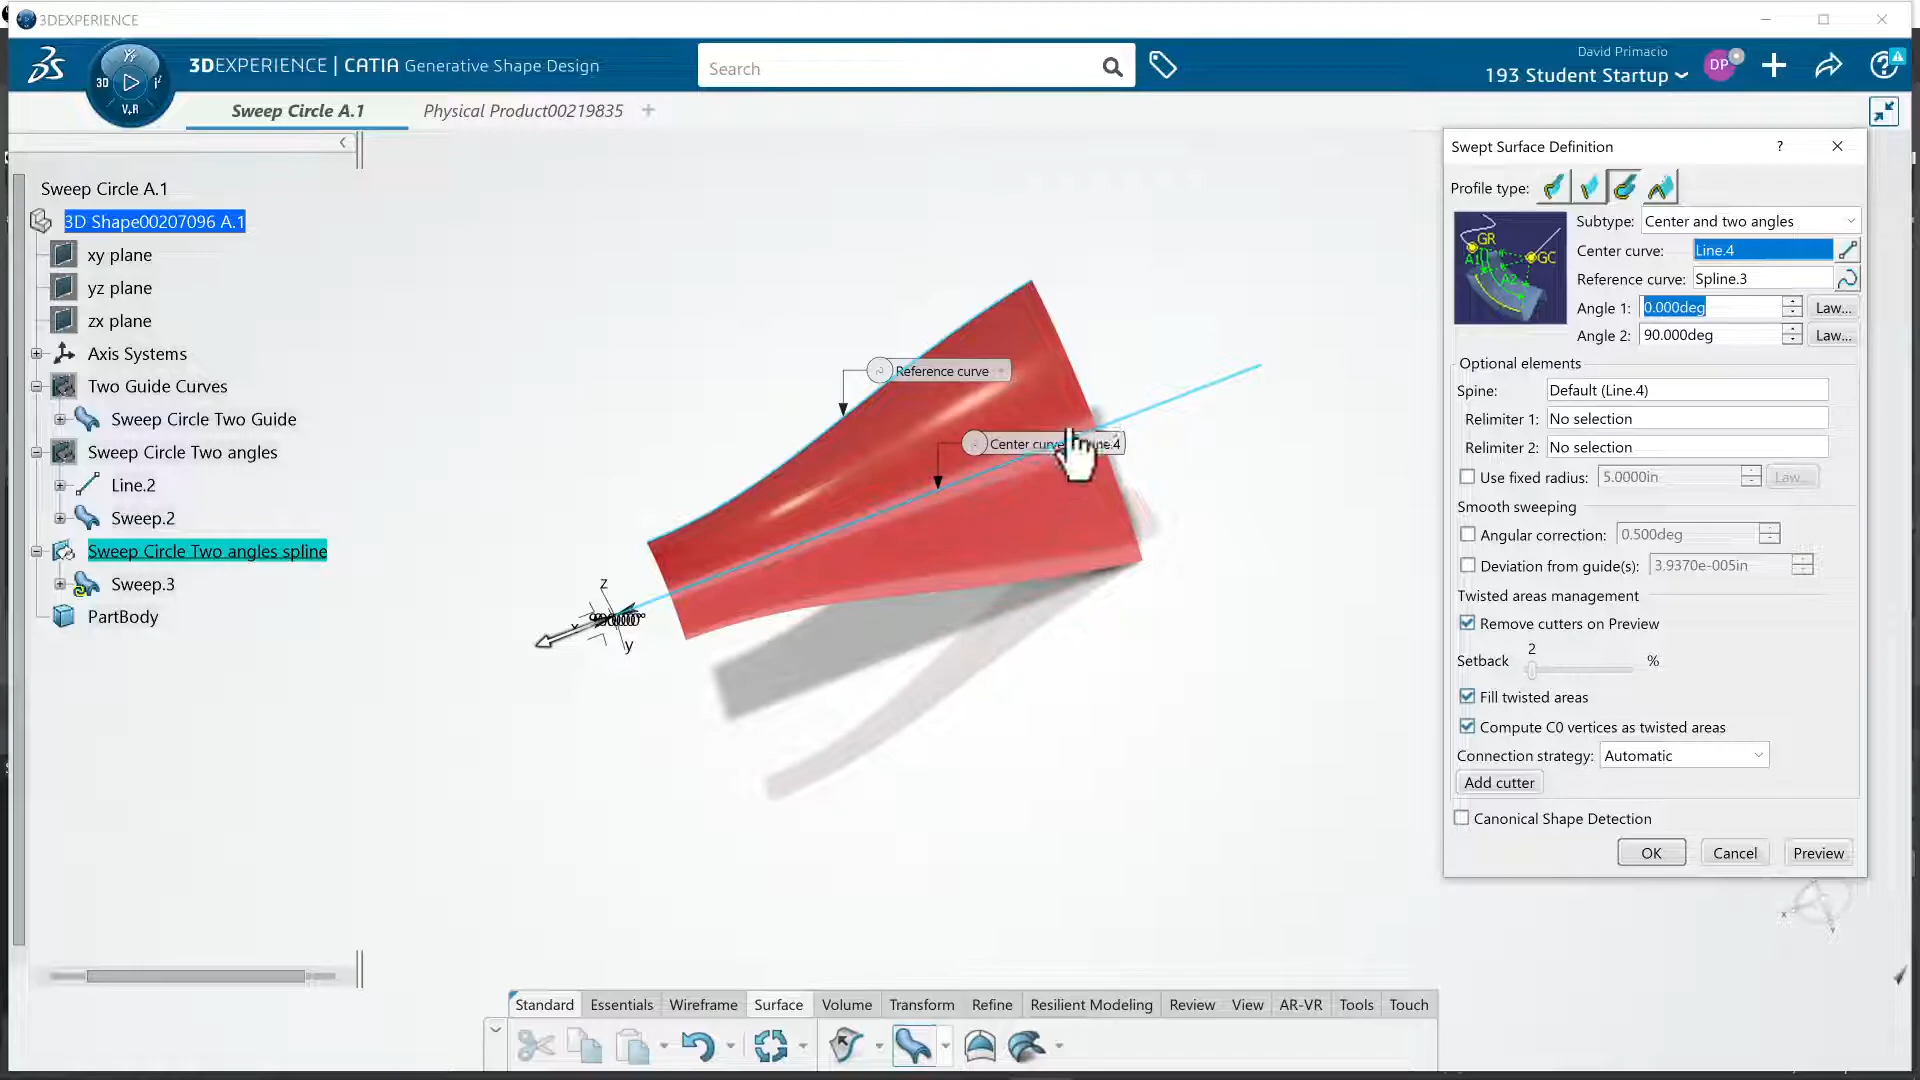 3DEXPERIENCE
3DEXPERIENCE | CATIA Generative Shape Design
3D
V+R
Search
David Primacio
193 Student Startup
DP
Sweep Circle A.1
Physical Product00219835
Sweep Circle A.1
3D Shape00207096 A.1
xy plane
yz plane
zx plane
Axis Systems
Two Guide Curves
Sweep Circle Two Guide
Sweep Circle Two angles
Line.2
Sweep.2
Sweep Circle Two angles spline
Sweep.3
PartBody
Reference curve
Center curve
ne.4
z
x
y
Swept Surface Definition
?
Profile type:
Subtype: Center and two angles
GR
A1
GC
A2
Center curve: Line.4
Reference curve: Spline.3
Angle 1: 0.000deg Law...
Angle 2: 90.000deg Law...
Optional elements
Spine: Default (Line.4)
Relimiter 1: No selection
Relimiter 2: No selection
Use fixed radius: 5.0000in Law...
Smooth sweeping
Angular correction: 0.500deg
Deviation from guide(s): 3.9370e-005in
Twisted areas management
Remove cutters on Preview
2
Setback %
Fill twisted areas
Compute C0 vertices as twisted areas
Connection strategy: Automatic
Add cutter
Canonical Shape Detection
OK Cancel Preview
x
y
Standard Essentials Wireframe Surface Volume Transform Refine Resilient Modeling Review View AR-VR Tools Touch